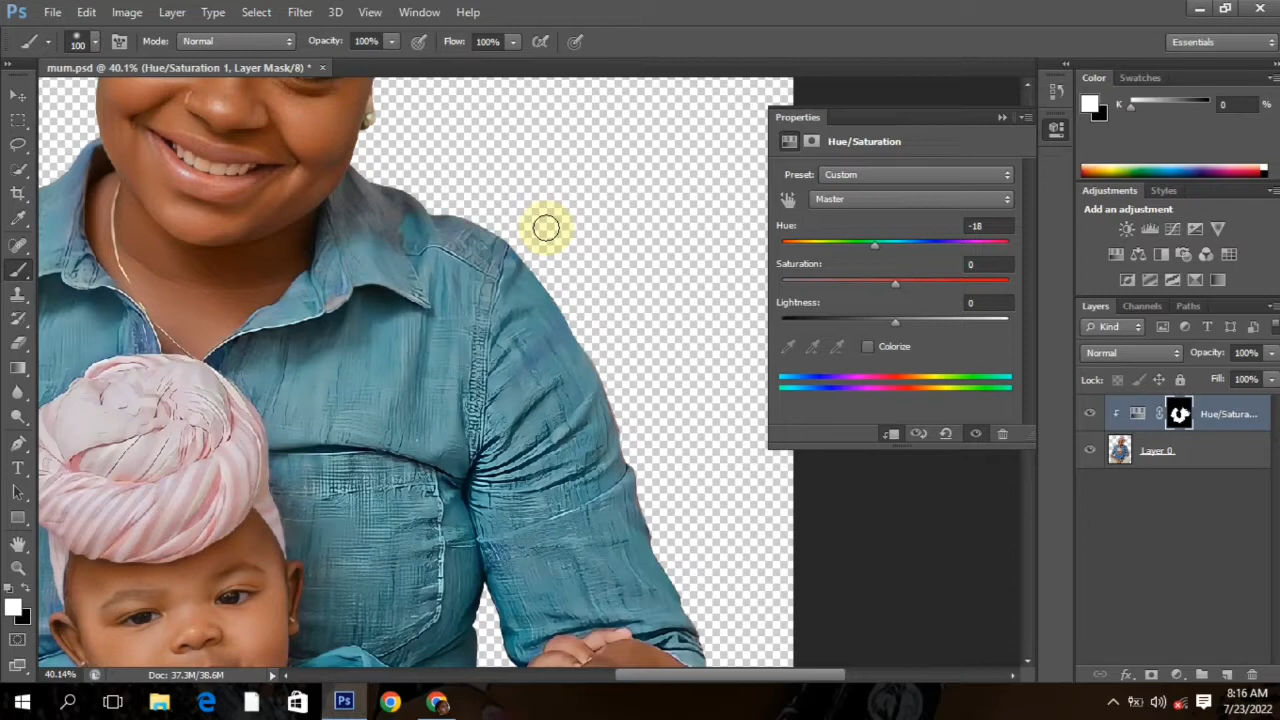 Ps File Edit Image Layer Type Select Filter 3D View Window Help
100 Mode: Normal Opacity: 100% Flow: 100% Essentials
mum.psd @ 40.1% (Hue/Saturation 1, Layer Mask/8) * ×
Color Swatches
K 0 %
Properties
Hue/Saturation
Preset: Custom
Master
Hue: -18
Saturation: 0
Lightness: 0
Colorize
Adjustments Styles
Add an adjustment
Layers Channels Paths
Kind
Normal Opacity: 100%
Lock: Fill: 100%
Hue/Satura...
Layer 0
40.14% Doc: 37.3M/38.6M
Ps
8:16 AM
7/23/2022